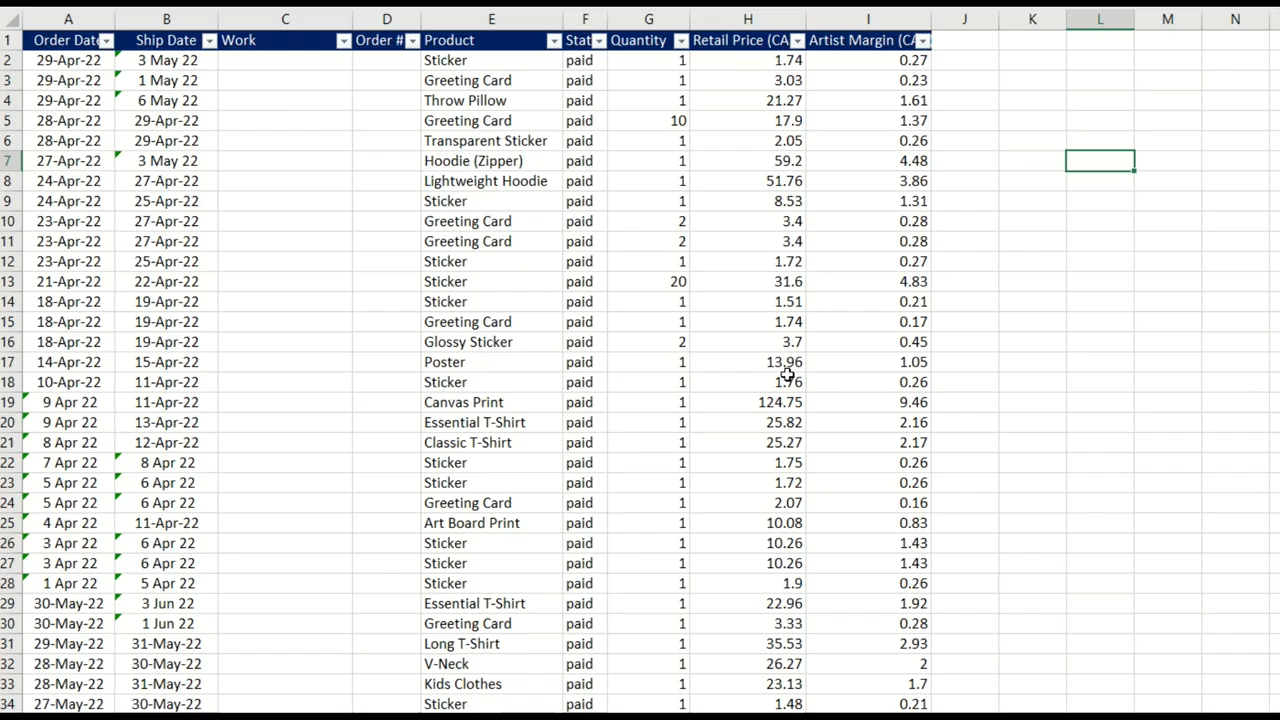 A B C D E F G H I J K L M N
1 Order Date Ship Date Work Order # Product Stat Quantity Retail Price (CA Artist Margin (CA
2 29-Apr-22 3 May 22 Sticker paid 1 1.74 0.27
3 29-Apr-22 1 May 22 Greeting Card paid 1 3.03 0.23
4 29-Apr-22 6 May 22 Throw Pillow paid 1 21.27 1.61
5 28-Apr-22 29-Apr-22 Greeting Card paid 10 17.9 1.37
6 28-Apr-22 29-Apr-22 Transparent Sticker paid 1 2.05 0.26
7 27-Apr-22 3 May 22 Hoodie (Zipper) paid 1 59.2 4.48
8 24-Apr-22 27-Apr-22 Lightweight Hoodie paid 1 51.76 3.86
9 24-Apr-22 25-Apr-22 Sticker paid 1 8.53 1.31
10 23-Apr-22 27-Apr-22 Greeting Card paid 2 3.4 0.28
11 23-Apr-22 27-Apr-22 Greeting Card paid 2 3.4 0.28
12 23-Apr-22 25-Apr-22 Sticker paid 1 1.72 0.27
13 21-Apr-22 22-Apr-22 Sticker paid 20 31.6 4.83
14 18-Apr-22 19-Apr-22 Sticker paid 1 1.51 0.21
15 18-Apr-22 19-Apr-22 Greeting Card paid 1 1.74 0.17
16 18-Apr-22 19-Apr-22 Glossy Sticker paid 2 3.7 0.45
17 14-Apr-22 15-Apr-22 Poster paid 1 13.96 1.05
18 10-Apr-22 11-Apr-22 Sticker paid 1 1.76 0.26
19 9 Apr 22 11-Apr-22 Canvas Print paid 1 124.75 9.46
20 9 Apr 22 13-Apr-22 Essential T-Shirt paid 1 25.82 2.16
21 8 Apr 22 12-Apr-22 Classic T-Shirt paid 1 25.27 2.17
22 7 Apr 22 8 Apr 22 Sticker paid 1 1.75 0.26
23 5 Apr 22 6 Apr 22 Sticker paid 1 1.72 0.26
24 5 Apr 22 6 Apr 22 Greeting Card paid 1 2.07 0.16
25 4 Apr 22 11-Apr-22 Art Board Print paid 1 10.08 0.83
26 3 Apr 22 6 Apr 22 Sticker paid 1 10.26 1.43
27 3 Apr 22 6 Apr 22 Sticker paid 1 10.26 1.43
28 1 Apr 22 5 Apr 22 Sticker paid 1 1.9 0.26
29 30-May-22 3 Jun 22 Essential T-Shirt paid 1 22.96 1.92
30 30-May-22 1 Jun 22 Greeting Card paid 1 3.33 0.28
31 29-May-22 31-May-22 Long T-Shirt paid 1 35.53 2.93
32 28-May-22 30-May-22 V-Neck paid 1 26.27 2
33 28-May-22 31-May-22 Kids Clothes paid 1 23.13 1.7
34 27-May-22 30-May-22 Sticker paid 1 1.48 0.21